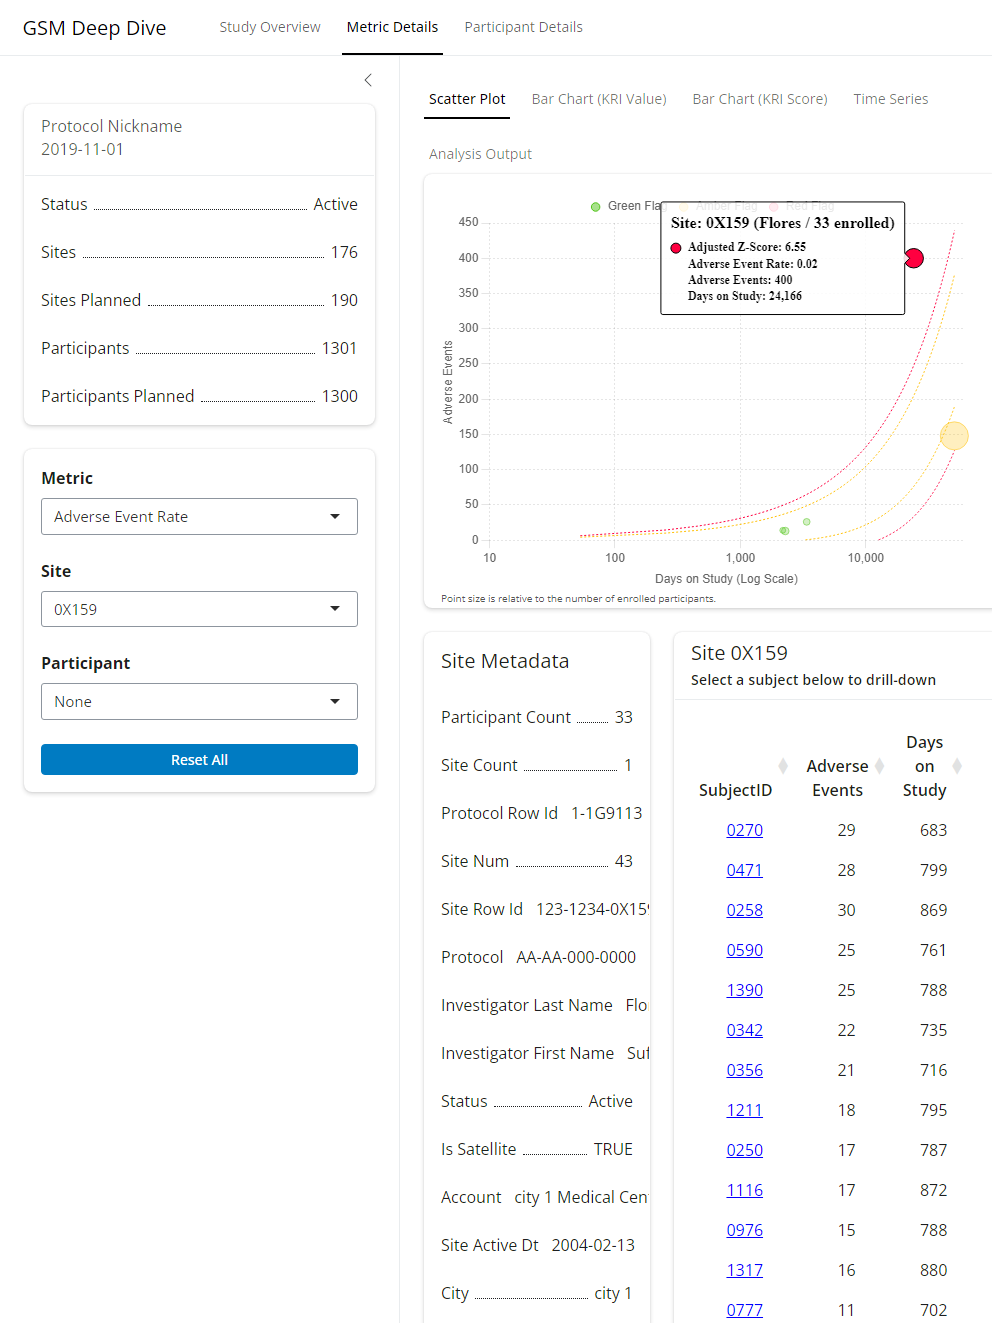 GSM Deep Dive
Study Overview
Metric Details
Participant Details
Protocol Nickname
2019-11-01
Status Active
Sites 176
Sites Planned 190
Participants 1301
Participants Planned 1300
Metric
Adverse Event Rate
Site
0X159
Participant
None
Reset All
Scatter Plot
Bar Chart (KRI Value)
Bar Chart (KRI Score)
Time Series
Analysis Output
Green Flag
Amber Flag
Red Flag
Site: 0X159 (Flores / 33 enrolled)
Adjusted Z-Score: 6.55
Adverse Event Rate: 0.02
Adverse Events: 400
Days on Study: 24,166
Adverse Events
450
400
350
300
250
200
150
100
50
0
10
100
1,000
10,000
Days on Study (Log Scale)
Point size is relative to the number of enrolled participants.
Site Metadata
Participant Count 33
Site Count 1
Protocol Row Id 1-1G9113
Site Num 43
Site Row Id 123-1234-0X159
Protocol AA-AA-000-0000
Investigator Last Name Flo
Investigator First Name Suf
Status Active
Is Satellite TRUE
Account city 1 Medical Cen
Site Active Dt 2004-02-13
City city 1
Site 0X159
Select a subject below to drill-down
SubjectID
Adverse
Events
Days
on
Study
0270 29 683
0471 28 799
0258 30 869
0590 25 761
1390 25 788
0342 22 735
0356 21 716
1211 18 795
0250 17 787
1116 17 872
0976 15 788
1317 16 880
0777 11 702